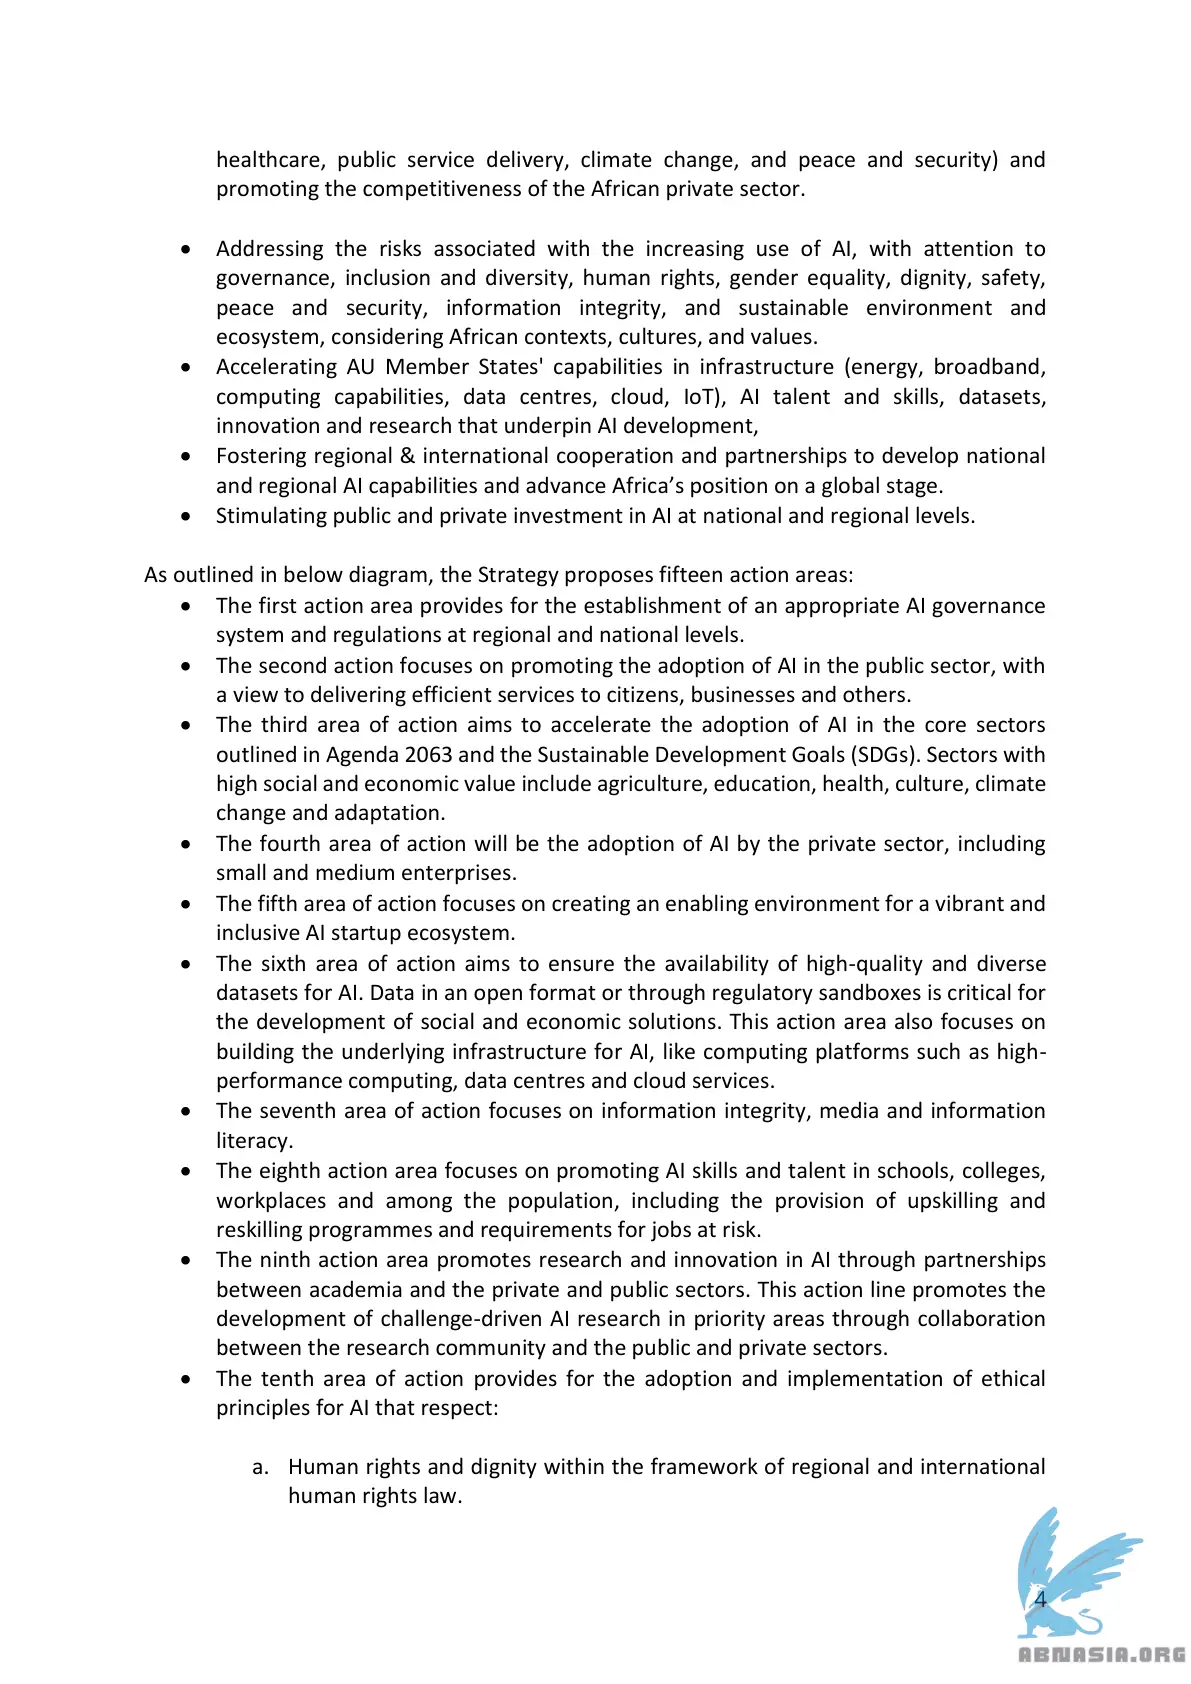 healthcare, public service delivery, climate change, and peace and security) and
promoting the competitiveness of the African private sector.
• Addressing the risks associated with the increasing use of AI, with attention to
governance, inclusion and diversity, human rights, gender equality, dignity, safety,
peace and security, information integrity, and sustainable environment and
ecosystem, considering African contexts, cultures, and values.
• Accelerating AU Member States' capabilities in infrastructure (energy, broadband,
computing capabilities, data centres, cloud, IoT), AI talent and skills, datasets,
innovation and research that underpin AI development,
• Fostering regional & international cooperation and partnerships to develop national
and regional AI capabilities and advance Africa’s position on a global stage.
• Stimulating public and private investment in AI at national and regional levels.
As outlined in below diagram, the Strategy proposes fifteen action areas:
• The first action area provides for the establishment of an appropriate AI governance
system and regulations at regional and national levels.
• The second action focuses on promoting the adoption of AI in the public sector, with
a view to delivering efficient services to citizens, businesses and others.
• The third area of action aims to accelerate the adoption of AI in the core sectors
outlined in Agenda 2063 and the Sustainable Development Goals (SDGs). Sectors with
high social and economic value include agriculture, education, health, culture, climate
change and adaptation.
• The fourth area of action will be the adoption of AI by the private sector, including
small and medium enterprises.
• The fifth area of action focuses on creating an enabling environment for a vibrant and
inclusive AI startup ecosystem.
• The sixth area of action aims to ensure the availability of high-quality and diverse
datasets for AI. Data in an open format or through regulatory sandboxes is critical for
the development of social and economic solutions. This action area also focuses on
building the underlying infrastructure for AI, like computing platforms such as high-
performance computing, data centres and cloud services.
• The seventh area of action focuses on information integrity, media and information
literacy.
• The eighth action area focuses on promoting AI skills and talent in schools, colleges,
workplaces and among the population, including the provision of upskilling and
reskilling programmes and requirements for jobs at risk.
• The ninth action area promotes research and innovation in AI through partnerships
between academia and the private and public sectors. This action line promotes the
development of challenge-driven AI research in priority areas through collaboration
between the research community and the public and private sectors.
• The tenth area of action provides for the adoption and implementation of ethical
principles for AI that respect:
a. Human rights and dignity within the framework of regional and international
human rights law.
4
ABNASIA.ORG